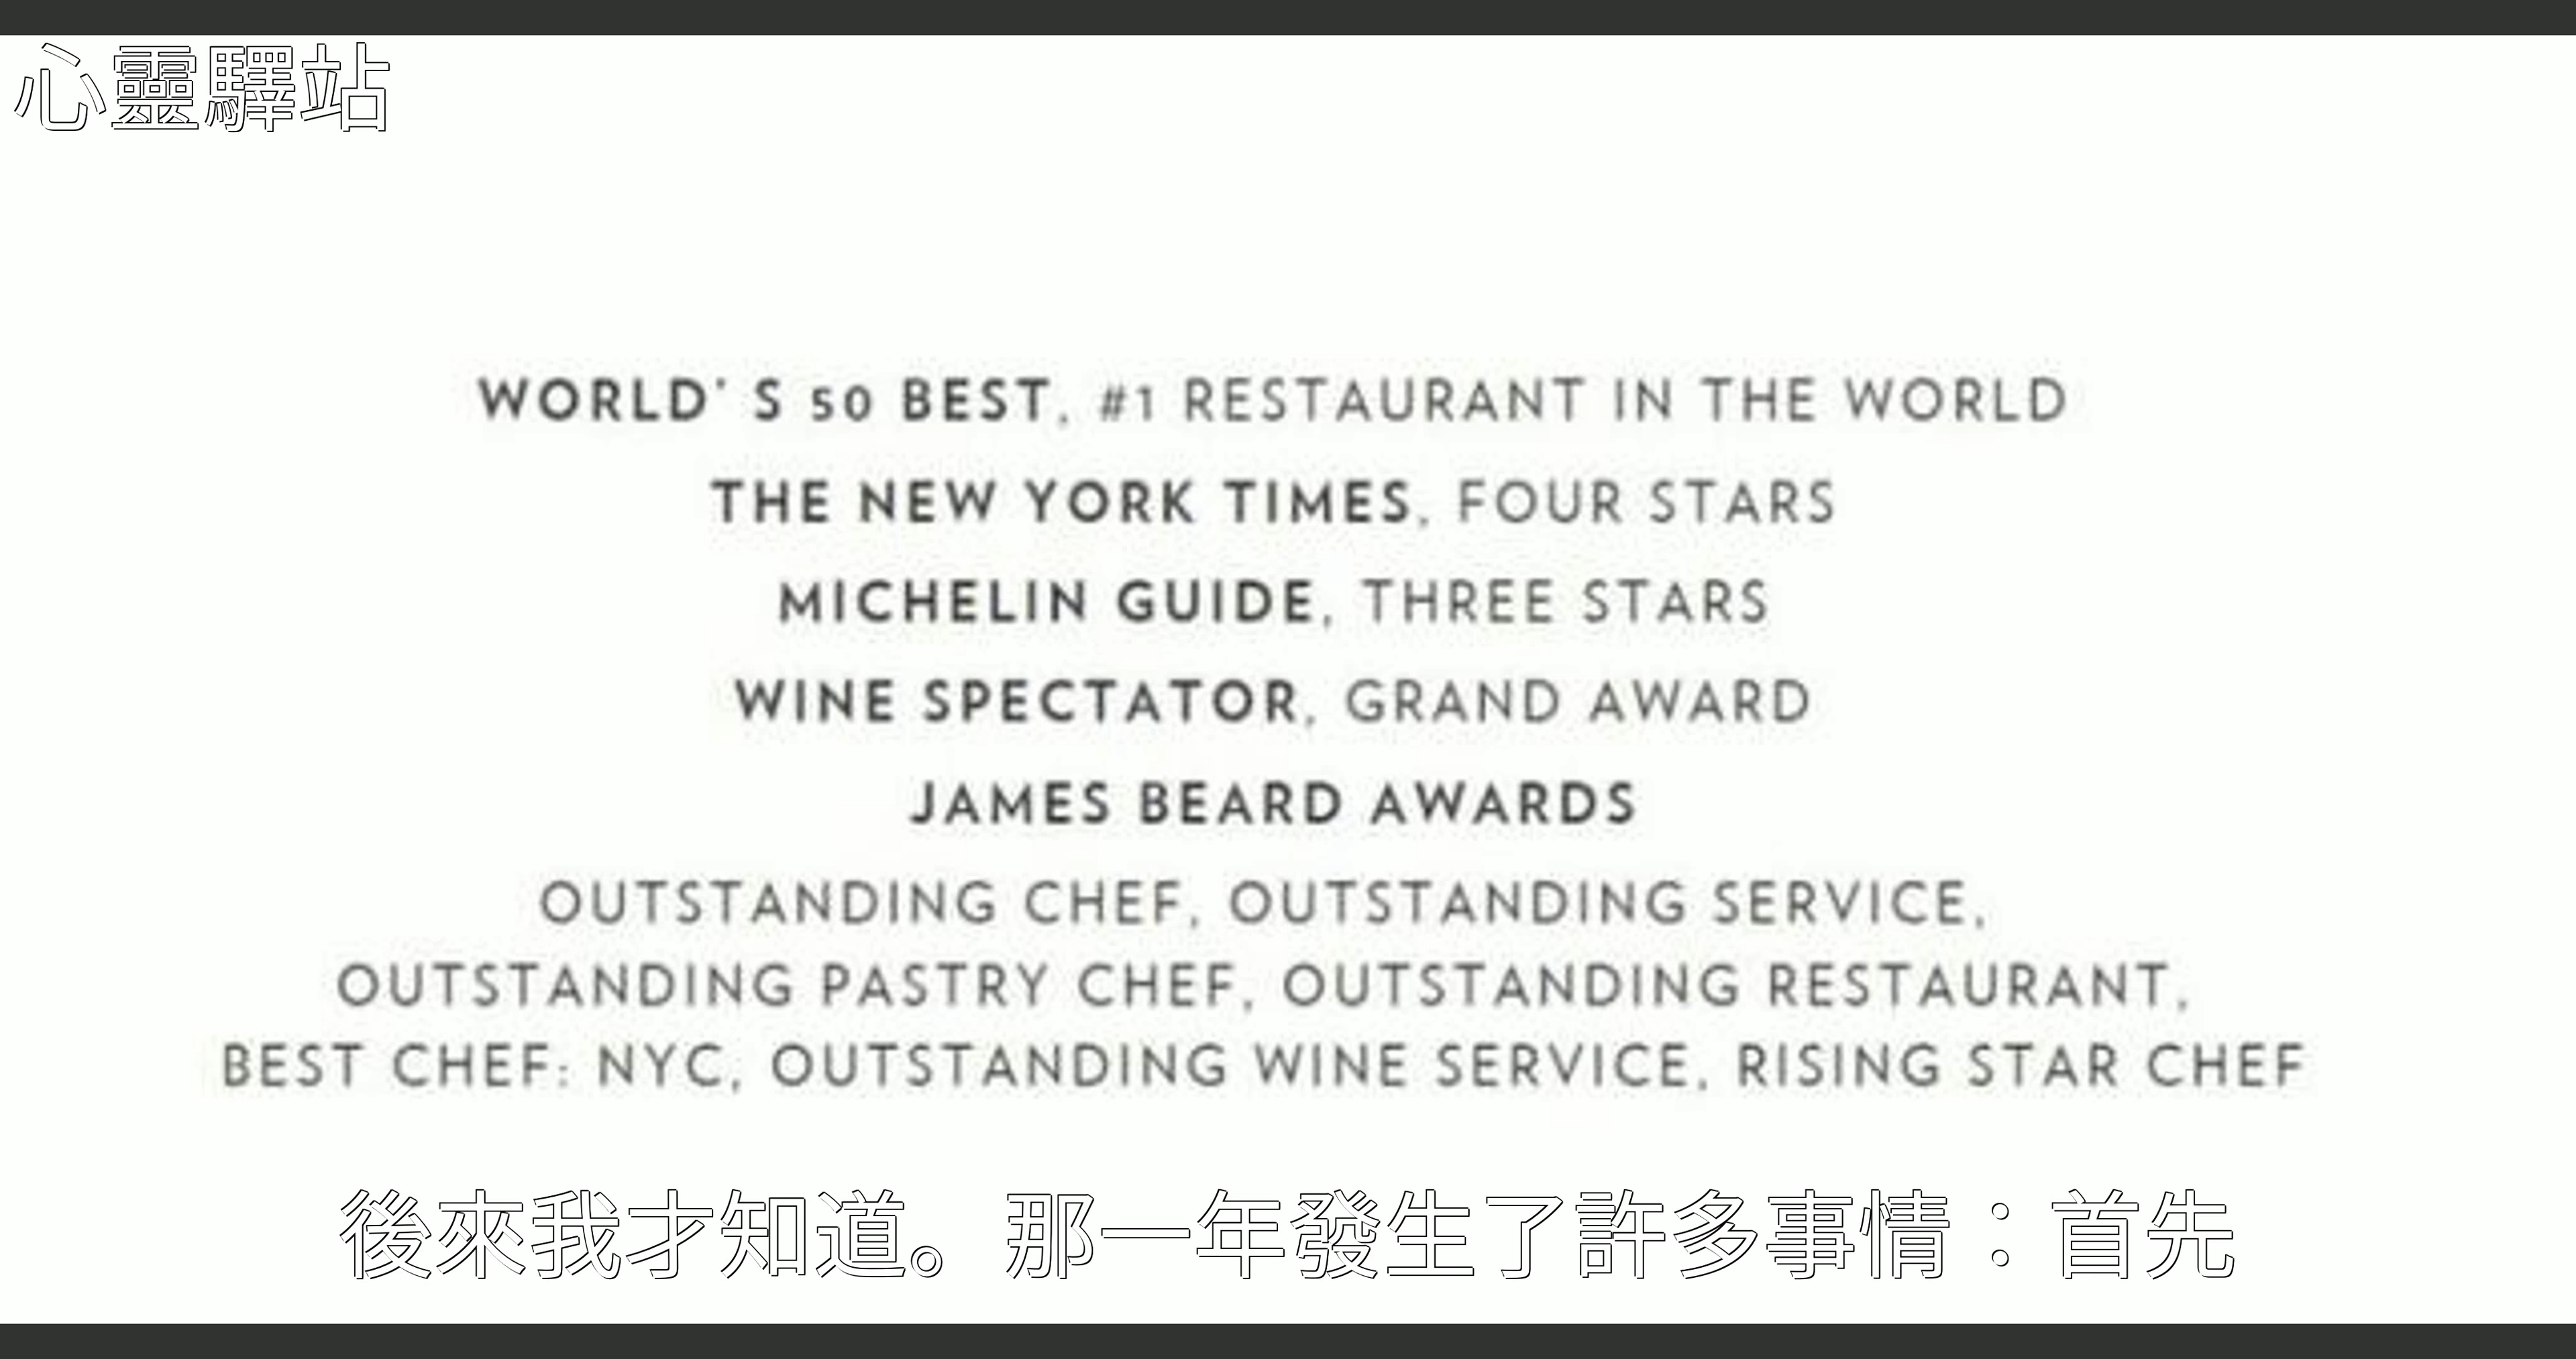 心靈驛站
WORLD' S 50 BEST, #1 RESTAURANT IN THE WORLD
THE NEW YORK TIMES, FOUR STARS
MICHELIN GUIDE, THREE STARS
WINE SPECTATOR, GRAND AWARD
JAMES BEARD AWARDS
OUTSTANDING CHEF, OUTSTANDING SERVICE,
OUTSTANDING PASTRY CHEF, OUTSTANDING RESTAURANT,
BEST CHEF: NYC, OUTSTANDING WINE SERVICE, RISING STAR CHEF
後來我才知道。那一年發生了許多事情：首先